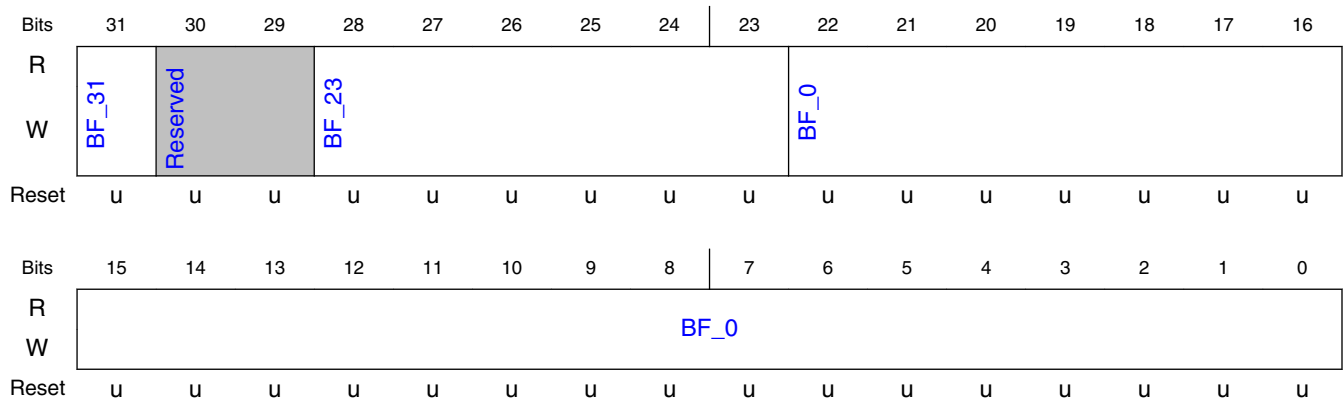 Bits 31 30 29 28 27 26 25 24 23 22 21 20 19 18 17 16
R
W
BF_31 Reserved BF_23 BF_0
Reset u u u u u u u u u u u u u u u u
Bits 15 14 13 12 11 10 9 8 7 6 5 4 3 2 1 0
R
BF_0
W
Reset u u u u u u u u u u u u u u u u